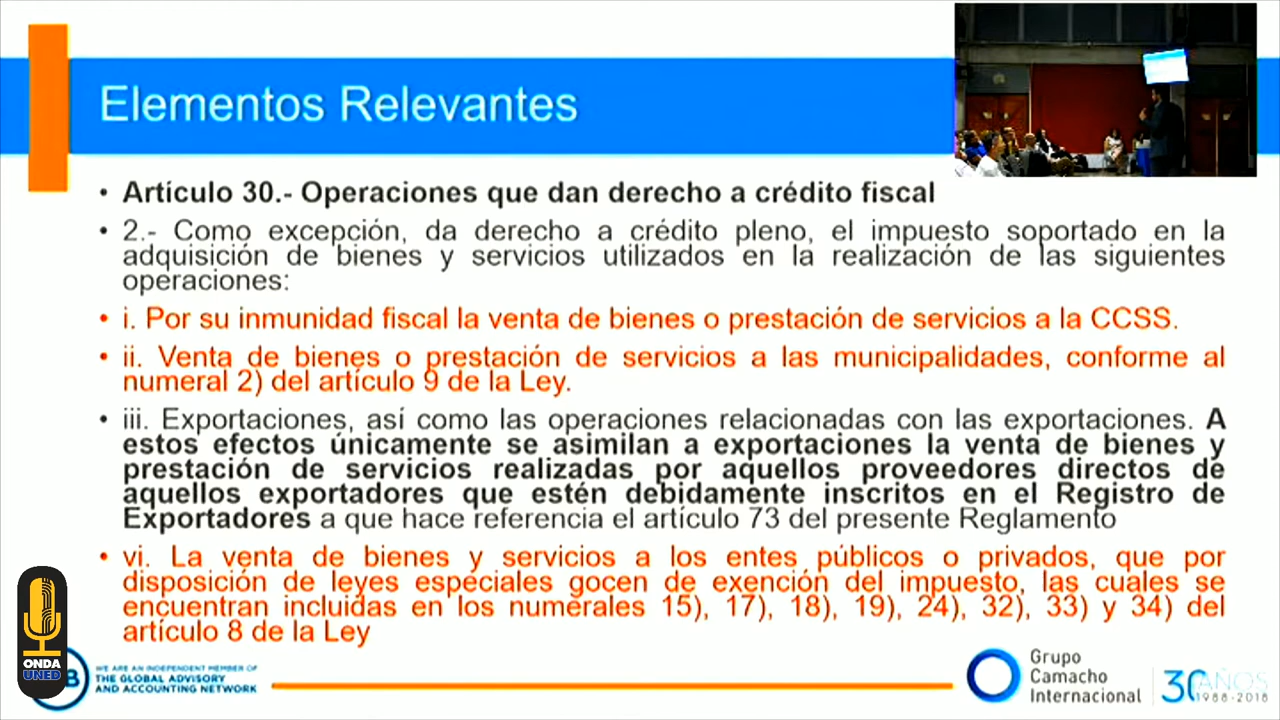 Elementos Relevantes
• Artículo 30.- Operaciones que dan derecho a crédito fiscal
• 2.- Como excepción, da derecho a crédito pleno, el impuesto soportado en la
adquisición de bienes y servicios utilizados en la realización de las siguientes
operaciones:
• i. Por su inmunidad fiscal la venta de bienes o prestación de servicios a la CCSS.
• ii. Venta de bienes o prestación de servicios a las municipalidades, conforme al
numeral 2) del artículo 9 de la Ley.
• iii. Exportaciones, así como las operaciones relacionadas con las exportaciones. A
estos efectos únicamente se asimilan a exportaciones la venta de bienes y
prestación de servicios realizadas por aquellos proveedores directos de
aquellos exportadores que estén debidamente inscritos en el Registro de
Exportadores a que hace referencia el artículo 73 del presente Reglamento
• vi. La venta de bienes y servicios a los entes públicos o privados, que por
disposición de leyes especiales gocen de exención del impuesto, las cuales se
encuentran incluidas en los numerales 15), 17), 18), 19), 24), 32), 33) y 34) del
artículo 8 de la Ley
ONDA
UNED
B
WE ARE AN INDEPENDENT MEMBER OF
THE GLOBAL ADVISORY
AND ACCOUNTING NETWORK
Grupo
Camacho
Internacional
30 AÑOS
1988-2018